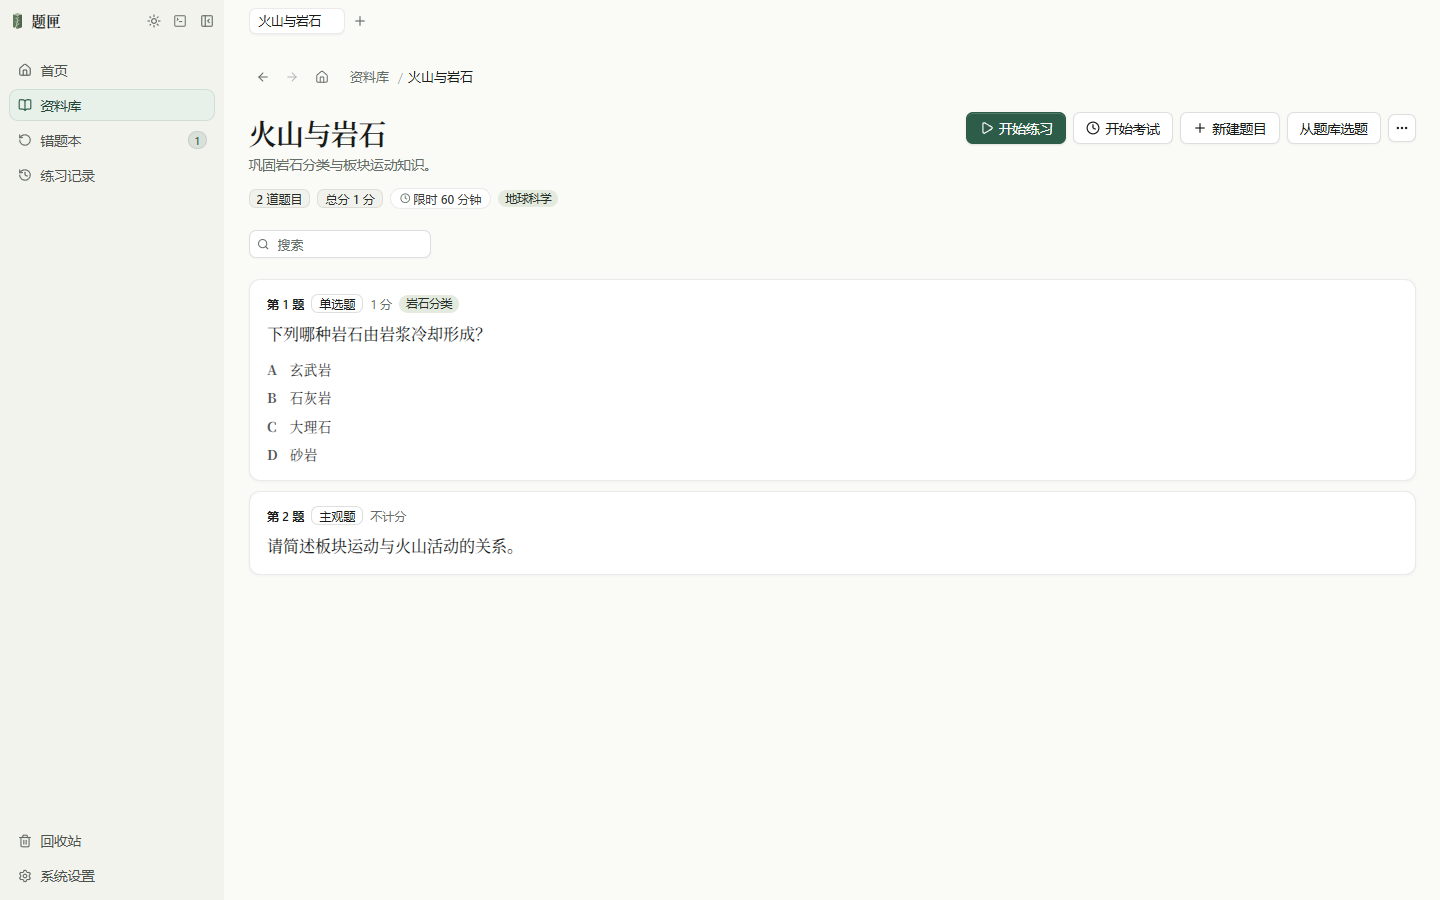 题匣
首页
资料库
错题本 1
练习记录
回收站
系统设置
火山与岩石
资料库 / 火山与岩石
火山与岩石
开始练习 开始考试 新建题目 从题库选题
巩固岩石分类与板块运动知识。
2 道题目 总分 1 分 限时 60 分钟 地球科学
搜索
第 1 题 单选题 1 分 岩石分类
下列哪种岩石由岩浆冷却形成?
A 玄武岩
B 石灰岩
C 大理石
D 砂岩
第 2 题 主观题 不计分
请简述板块运动与火山活动的关系。